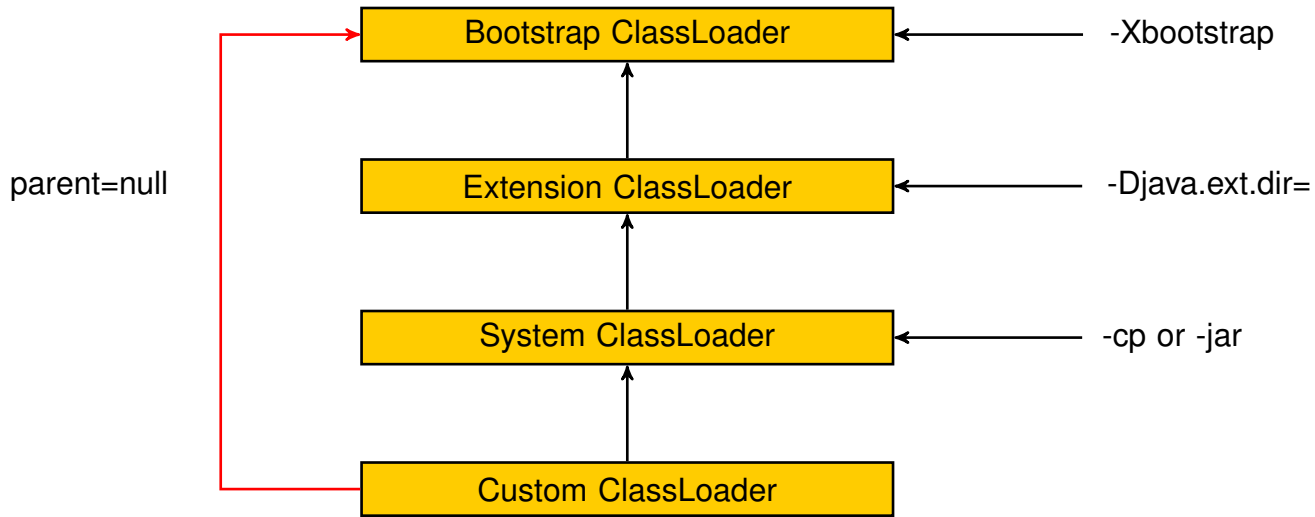 Bootstrap ClassLoader
-Xbootstrap
parent=null
Extension ClassLoader
-Djava.ext.dir=
System ClassLoader
-cp or -jar
Custom ClassLoader